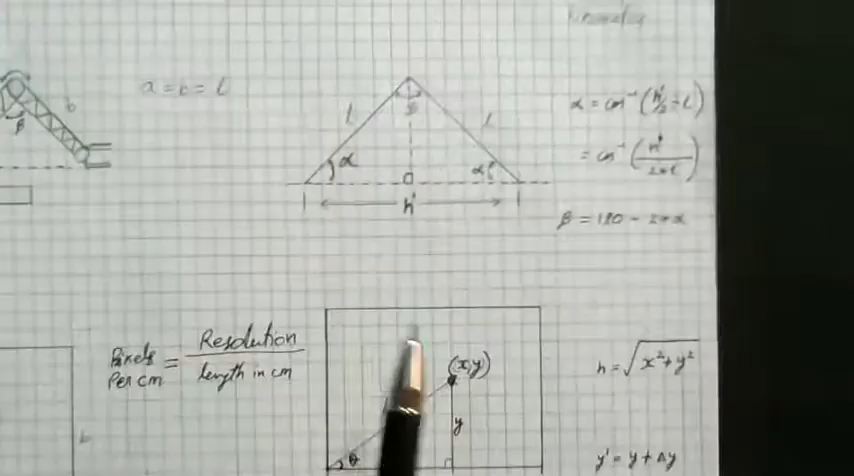 b
a = b = l
β
l
l
β
α
α
h'
α = cos⁻¹ (h'/2 ÷ l)
= cos⁻¹ (h'/2*l)
β = 180 - 2*α
Pixels Per cm = Resolution / length in cm
(x,y)
y
θ
h = √x² + y²
y' = y + Δy